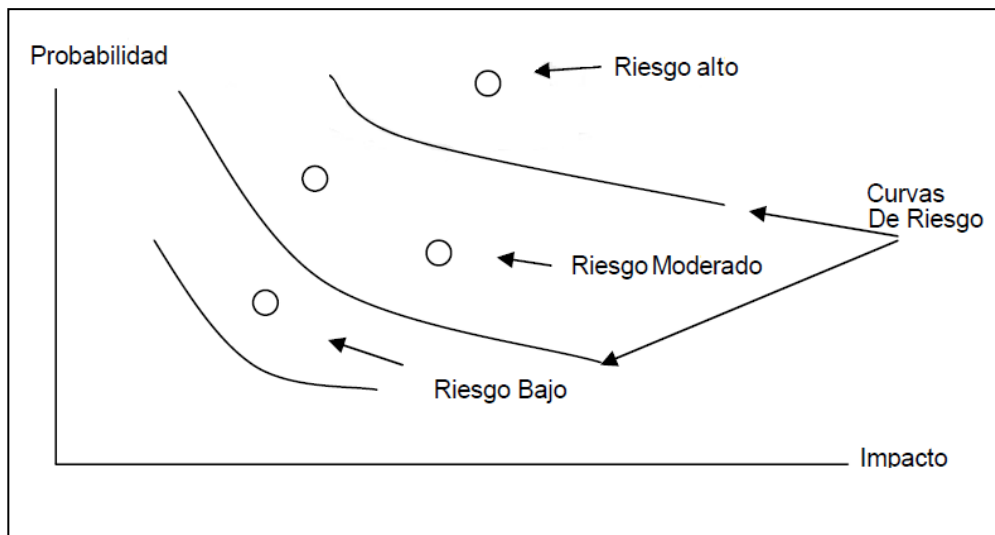 Probabilidad
Riesgo alto
Curvas
De Riesgo
Riesgo Moderado
Riesgo Bajo
Impacto